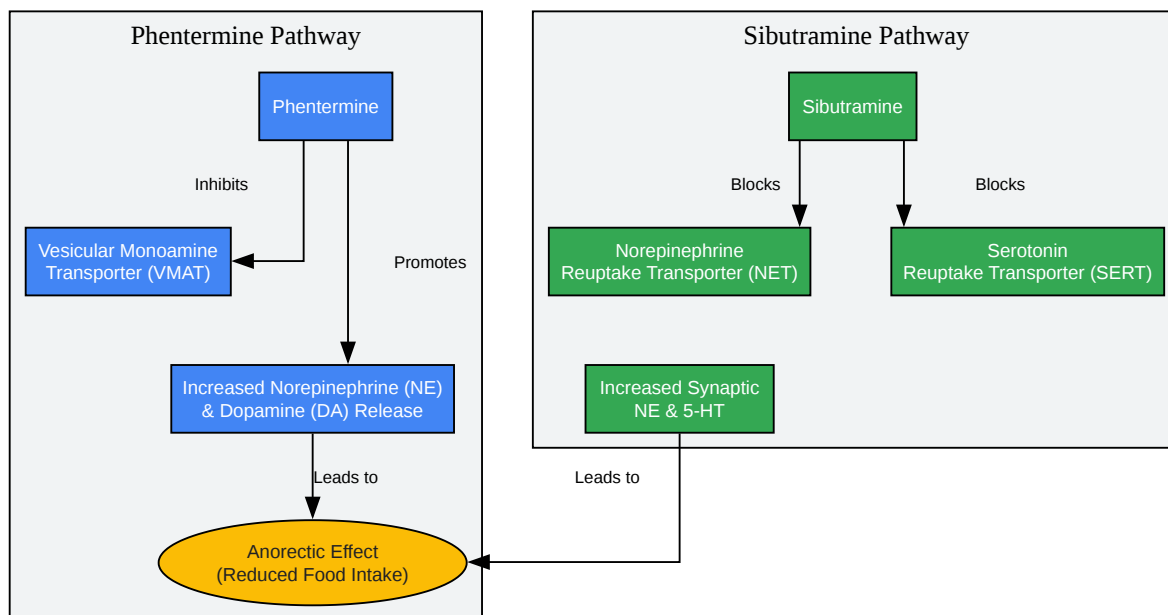 Phentermine Pathway
Phentermine
Inhibits
Vesicular Monoamine
Transporter (VMAT)
Promotes
Increased Norepinephrine (NE)
& Dopamine (DA) Release
Leads to
Anorectic Effect
(Reduced Food Intake)
Sibutramine Pathway
Sibutramine
Blocks
Blocks
Norepinephrine
Reuptake Transporter (NET)
Serotonin
Reuptake Transporter (SERT)
Increased Synaptic
NE & 5-HT
Leads to